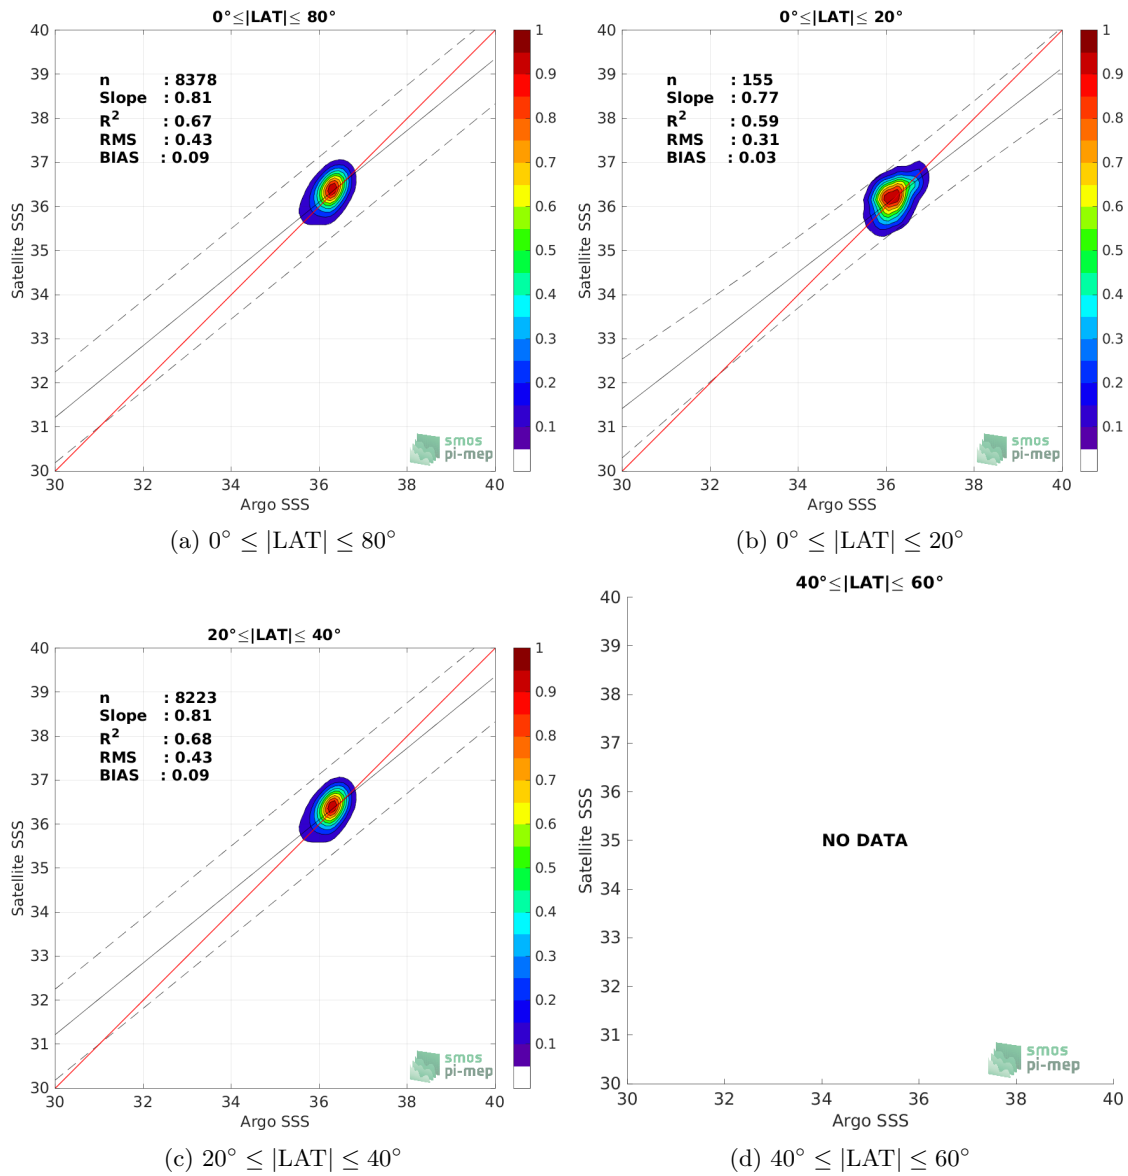 0°≤|LAT|≤ 80°
40
39
38
37
36
35
34
33
32
31
30
Satellite SSS
n : 8378
Slope : 0.81
R2 : 0.67
RMS : 0.43
BIAS : 0.09
smos
pi-mep
30 32 34 36 38 40
Argo SSS
1
0.9
0.8
0.7
0.6
0.5
0.4
0.3
0.2
0.1
(a) 0° ≤ |LAT| ≤ 80°
0°≤|LAT|≤ 20°
40
39
38
37
36
35
34
33
32
31
30
Satellite SSS
n : 155
Slope : 0.77
R2 : 0.59
RMS : 0.31
BIAS : 0.03
smos
pi-mep
30 32 34 36 38 40
Argo SSS
1
0.9
0.8
0.7
0.6
0.5
0.4
0.3
0.2
0.1
(b) 0° ≤ |LAT| ≤ 20°
20°≤|LAT|≤ 40°
40
39
38
37
36
35
34
33
32
31
30
Satellite SSS
n : 8223
Slope : 0.81
R2 : 0.68
RMS : 0.43
BIAS : 0.09
smos
pi-mep
30 32 34 36 38 40
Argo SSS
1
0.9
0.8
0.7
0.6
0.5
0.4
0.3
0.2
0.1
(c) 20° ≤ |LAT| ≤ 40°
40°≤|LAT|≤ 60°
40
39
38
37
36
35
34
33
32
31
30
Satellite SSS
NO DATA
smos
pi-mep
30 32 34 36 38 40
Argo SSS
(d) 40° ≤ |LAT| ≤ 60°